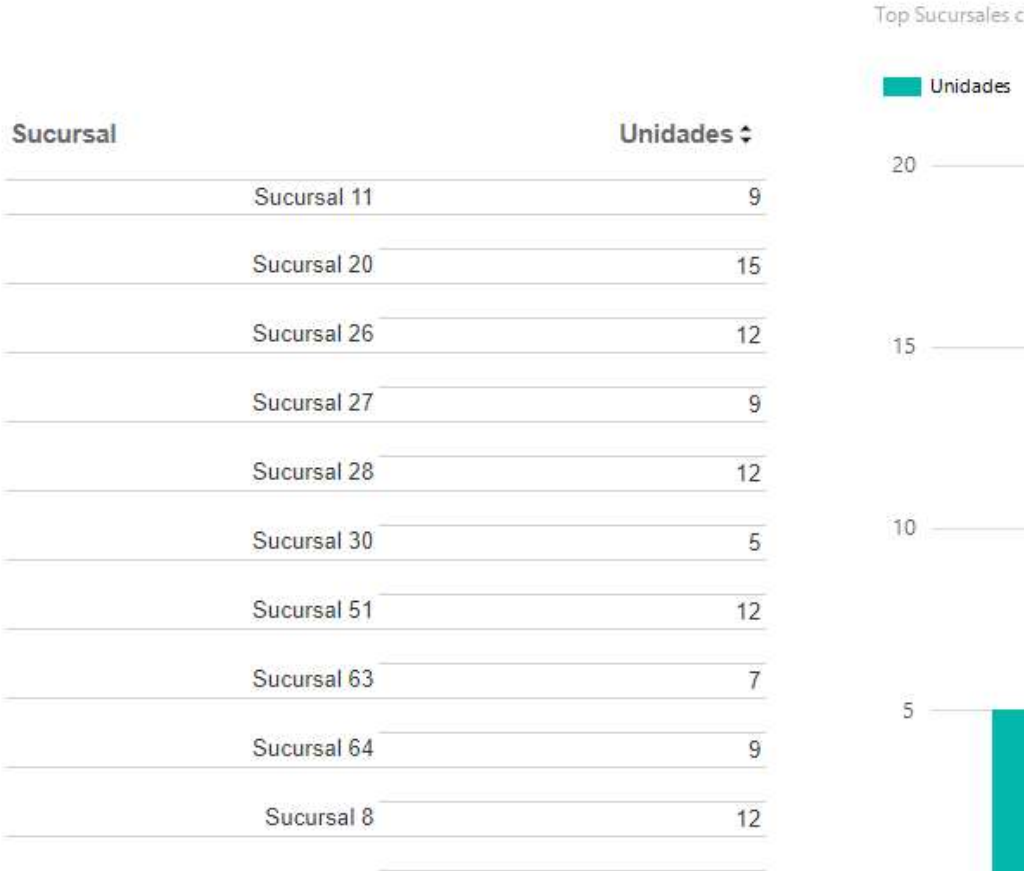 Top Sucursales
Unidades
Sucursal Unidades
20
Sucursal 11 9
Sucursal 20 15
Sucursal 26 12
15
Sucursal 27 9
Sucursal 28 12
10
Sucursal 30 5
Sucursal 51 12
Sucursal 63 7
5
Sucursal 64 9
Sucursal 8 12